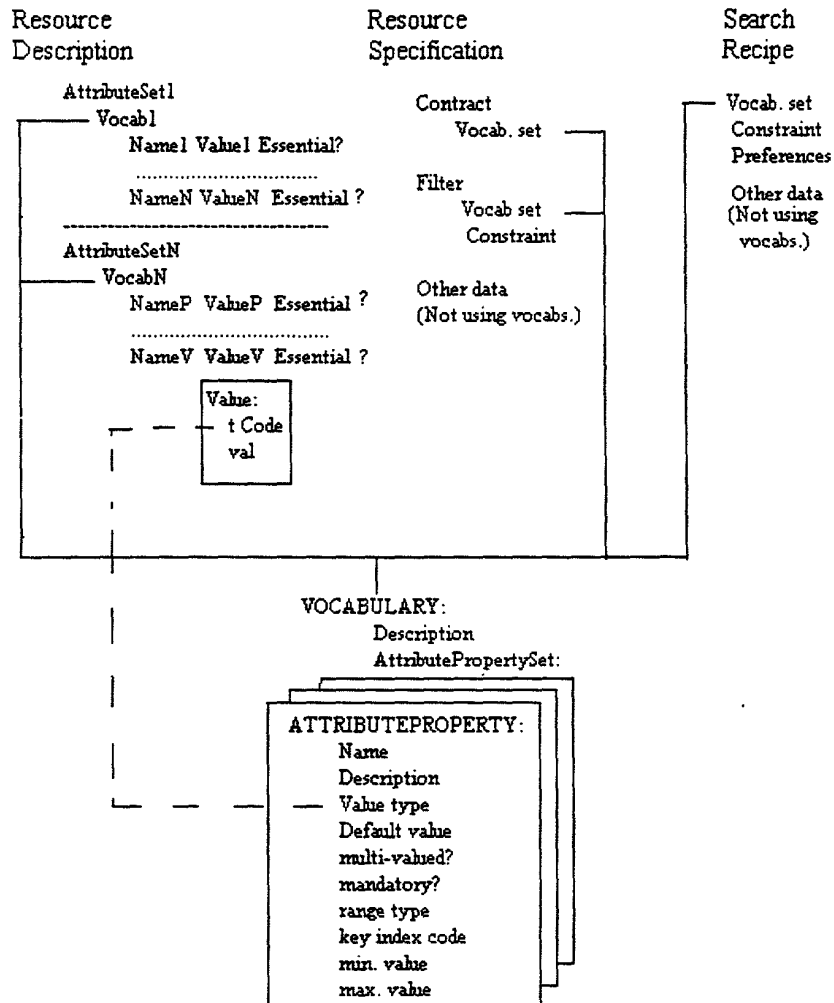 Resource
Description
AttributeSet1
Vocab1
Name1 Value1 Essential?
..............................
NameN ValueN Essential ?
-----------------------------------
AttributeSetN
VocabN
NameP ValueP Essential ?
..............................
NameV ValueV Essential ?
Value:
t Code
val
Resource
Specification
Contract
Vocab. set
Filter
Vocab set
Constraint
Other data
(Not using vocabs.)
Search
Recipe
Vocab. set
Constraint
Preferences
Other data
(Not using
vocabs.)
VOCABULARY:
Description
AttributePropertySet:
ATTRIBUTEPROPERTY:
Name
Description
Value type
Default value
multi-valued?
mandatory?
range type
key index code
min. value
max. value